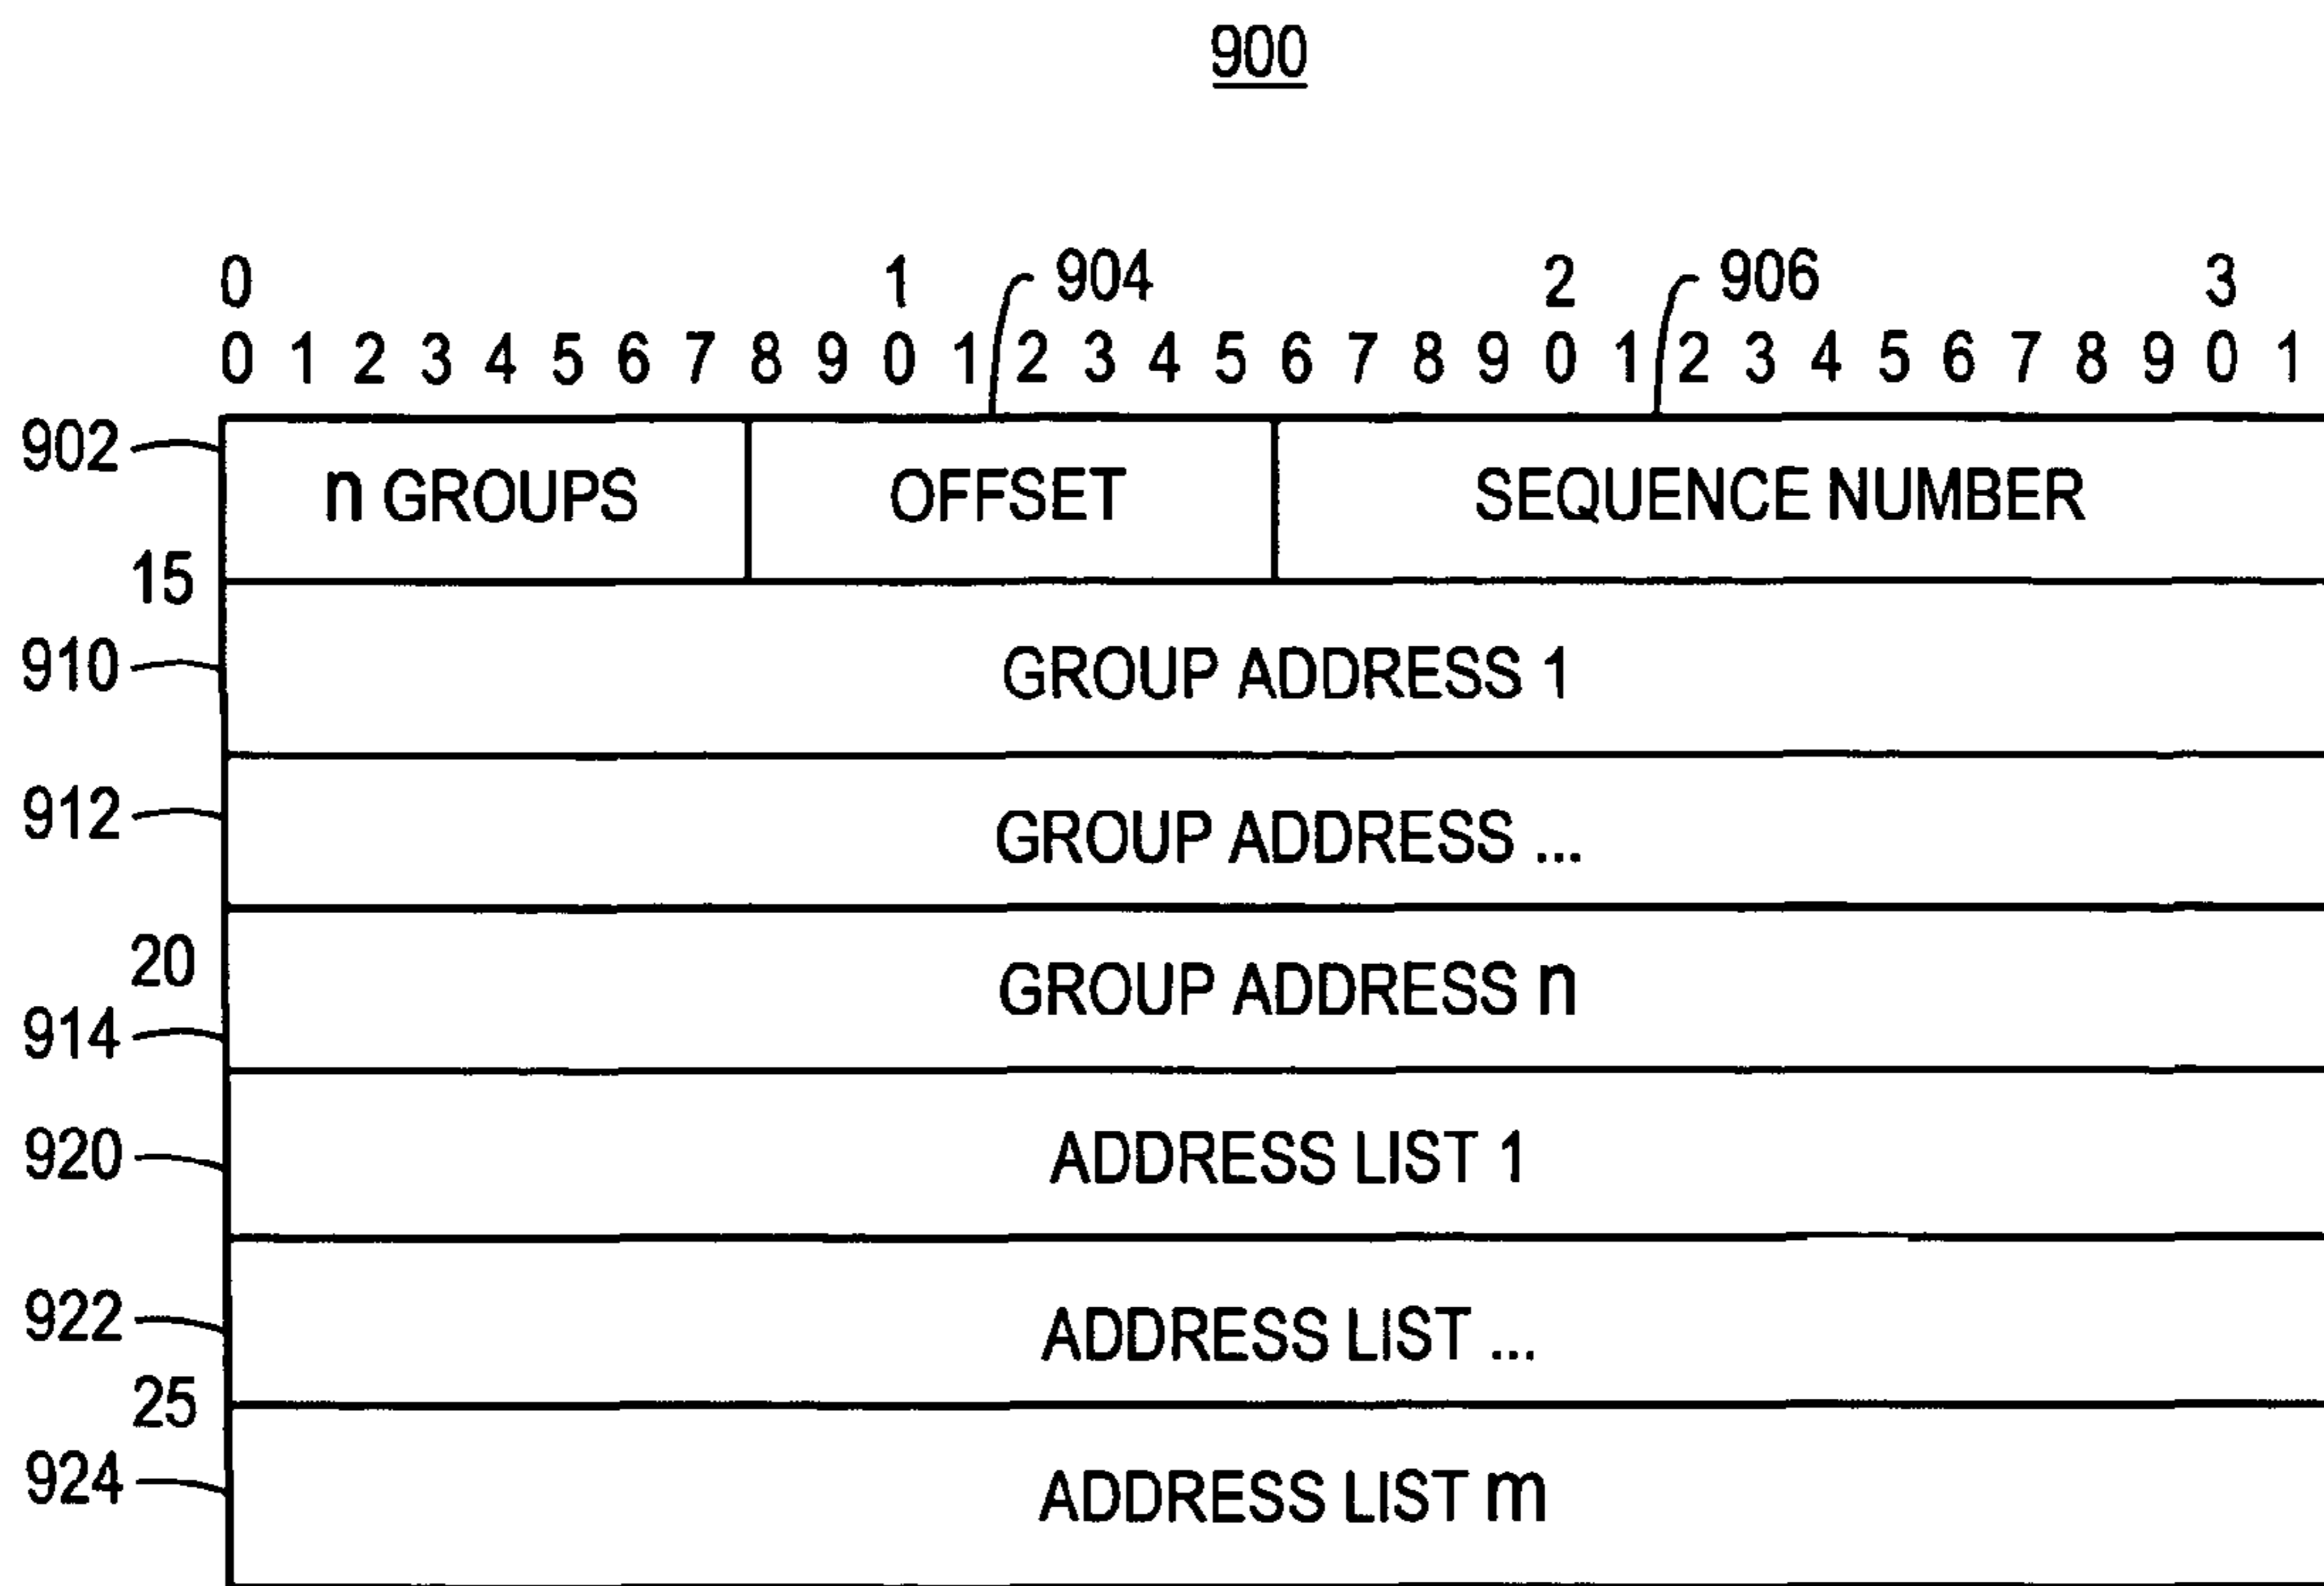 900
0 1 904 2 906 3
0 1 2 3 4 5 6 7 8 9 0 1 2 3 4 5 6 7 8 9 0 1 2 3 4 5 6 7 8 9 0 1
902 n GROUPS OFFSET SEQUENCE NUMBER
15
910 GROUP ADDRESS 1
912 GROUP ADDRESS ...
20 GROUP ADDRESS n
914
920 ADDRESS LIST 1
922 ADDRESS LIST ...
25
924 ADDRESS LIST m